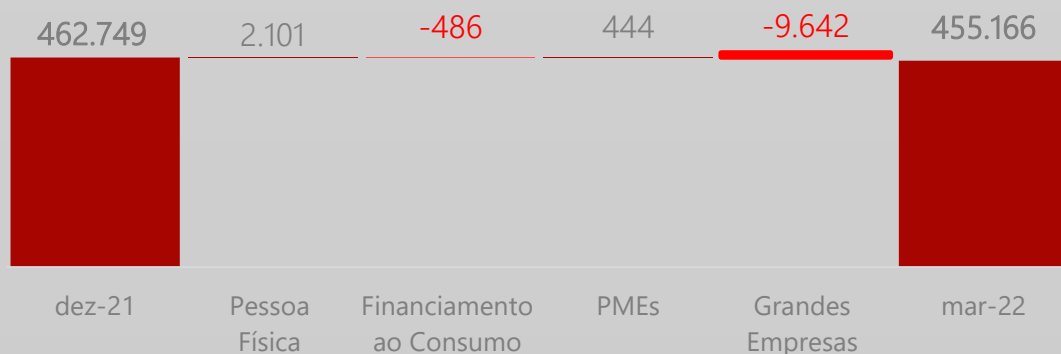 462.749 2.101 -486 444 -9.642 455.166
dez-21 Pessoa Financiamento PMEs Grandes mar-22
Física ao Consumo Empresas